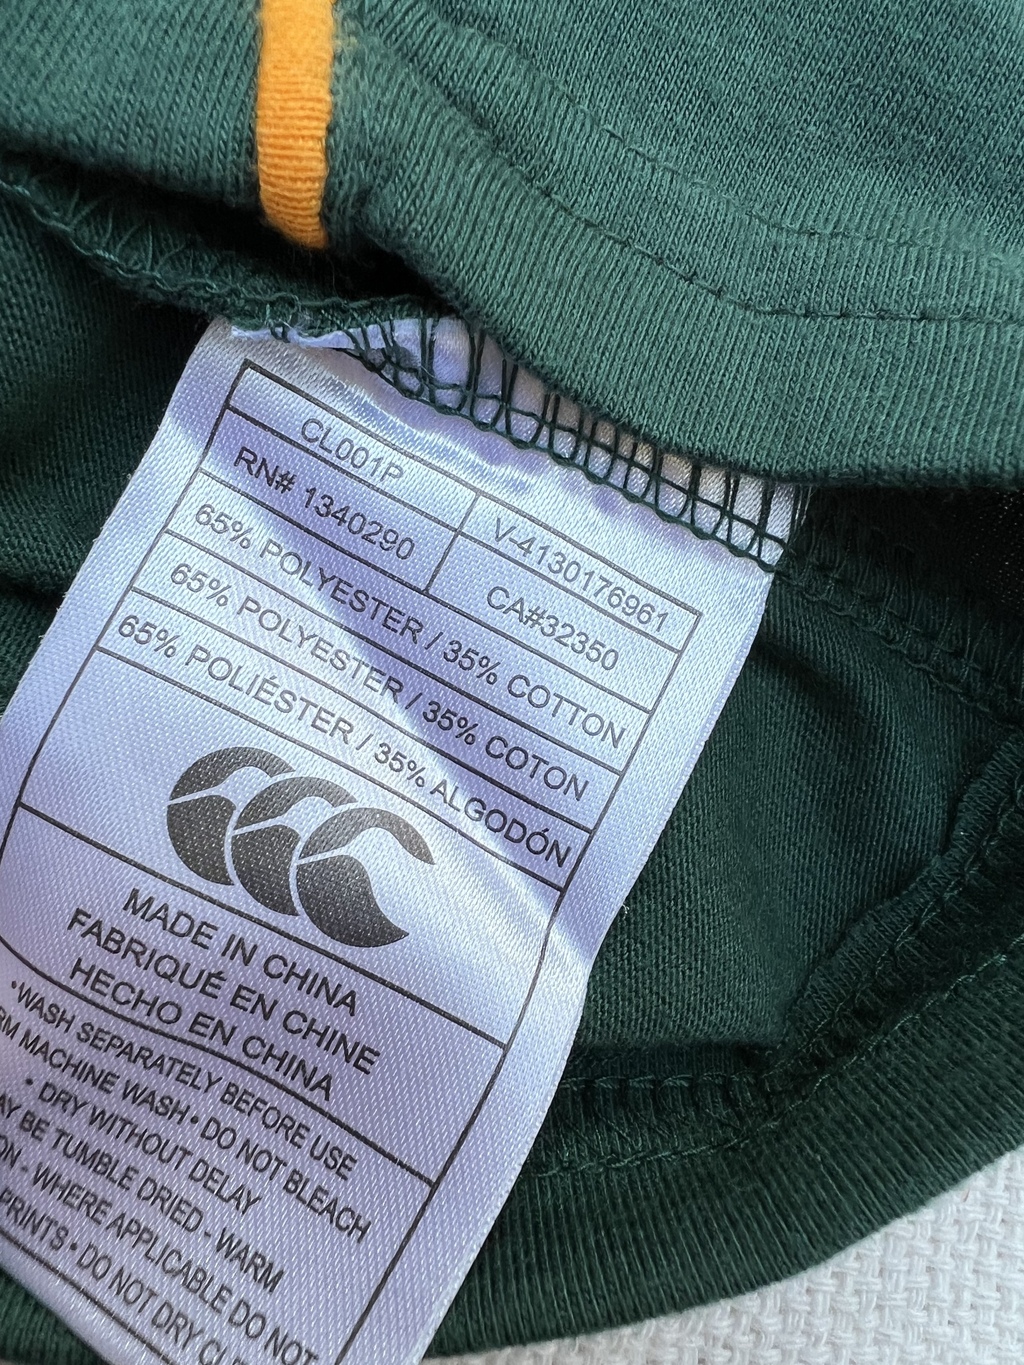 CL001P V-4130176961
RN# 1340290 CA#32350
65% POLYESTER / 35% COTTON
65% POLYESTER / 35% COTON
65% POLIÉSTER / 35% ALGODÓN
MADE IN CHINA
FABRIQUÉ EN CHINE
HECHO EN CHINA
•WASH SEPARATELY BEFORE USE
MACHINE WASH • DO NOT BLEACH
• DRY WITHOUT DELAY
BE TUMBLE DRIED - WARM
- WHERE APPLICABLE DO NOT
PRINTS • DO NOT DRY